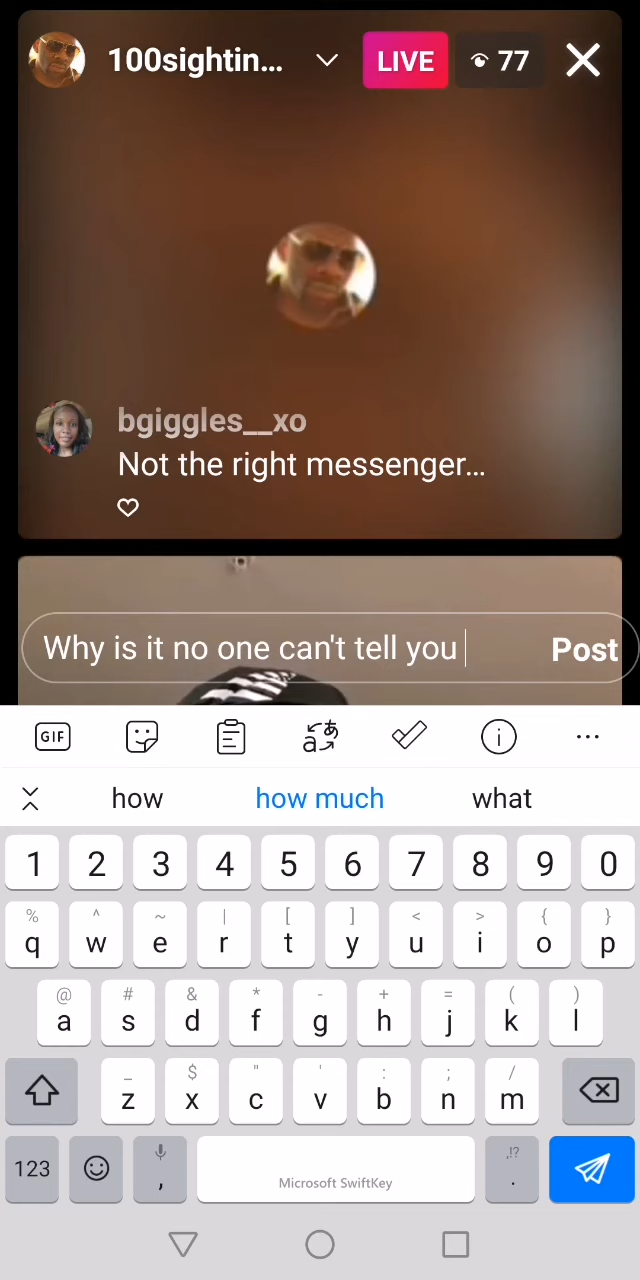 100sightin...
LIVE
77
bgiggles__xo
Not the right messenger...
Why is it no one can't tell you
Post
GIF
how
how much
what
1 2 3 4 5 6 7 8 9 0
% ^ ~ | [ ] < > { }
q w e r t y u i o p
@ # & * - + = ( )
a s d f g h j k l
_ $ " ' : ; /
z x c v b n m
123 , Microsoft SwiftKey ,!? .